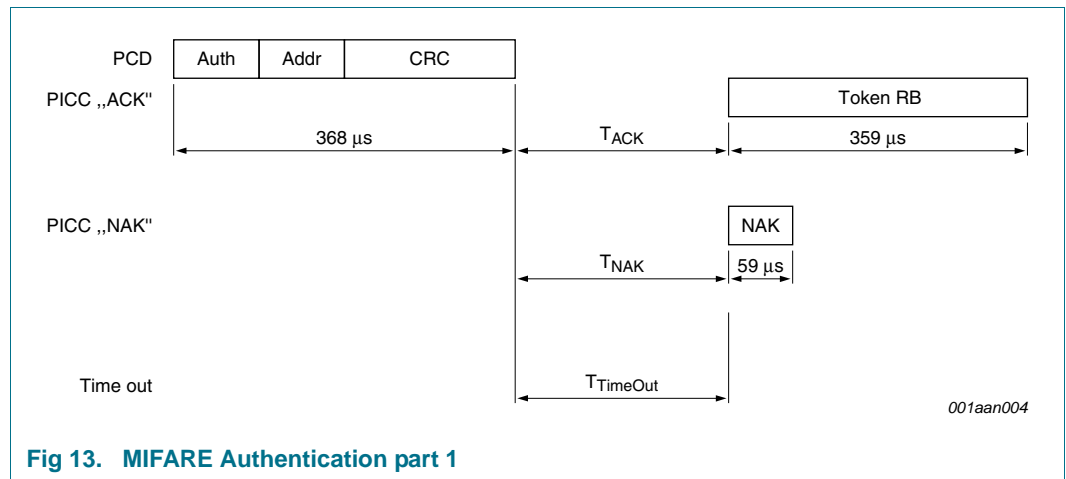 PCD Auth Addr CRC
PICC ,,ACK" Token RB
368 µs TACK 359 µs
PICC ,,NAK" NAK
TNAK 59 µs
Time out TTimeOut
001aan004
Fig 13. MIFARE Authentication part 1